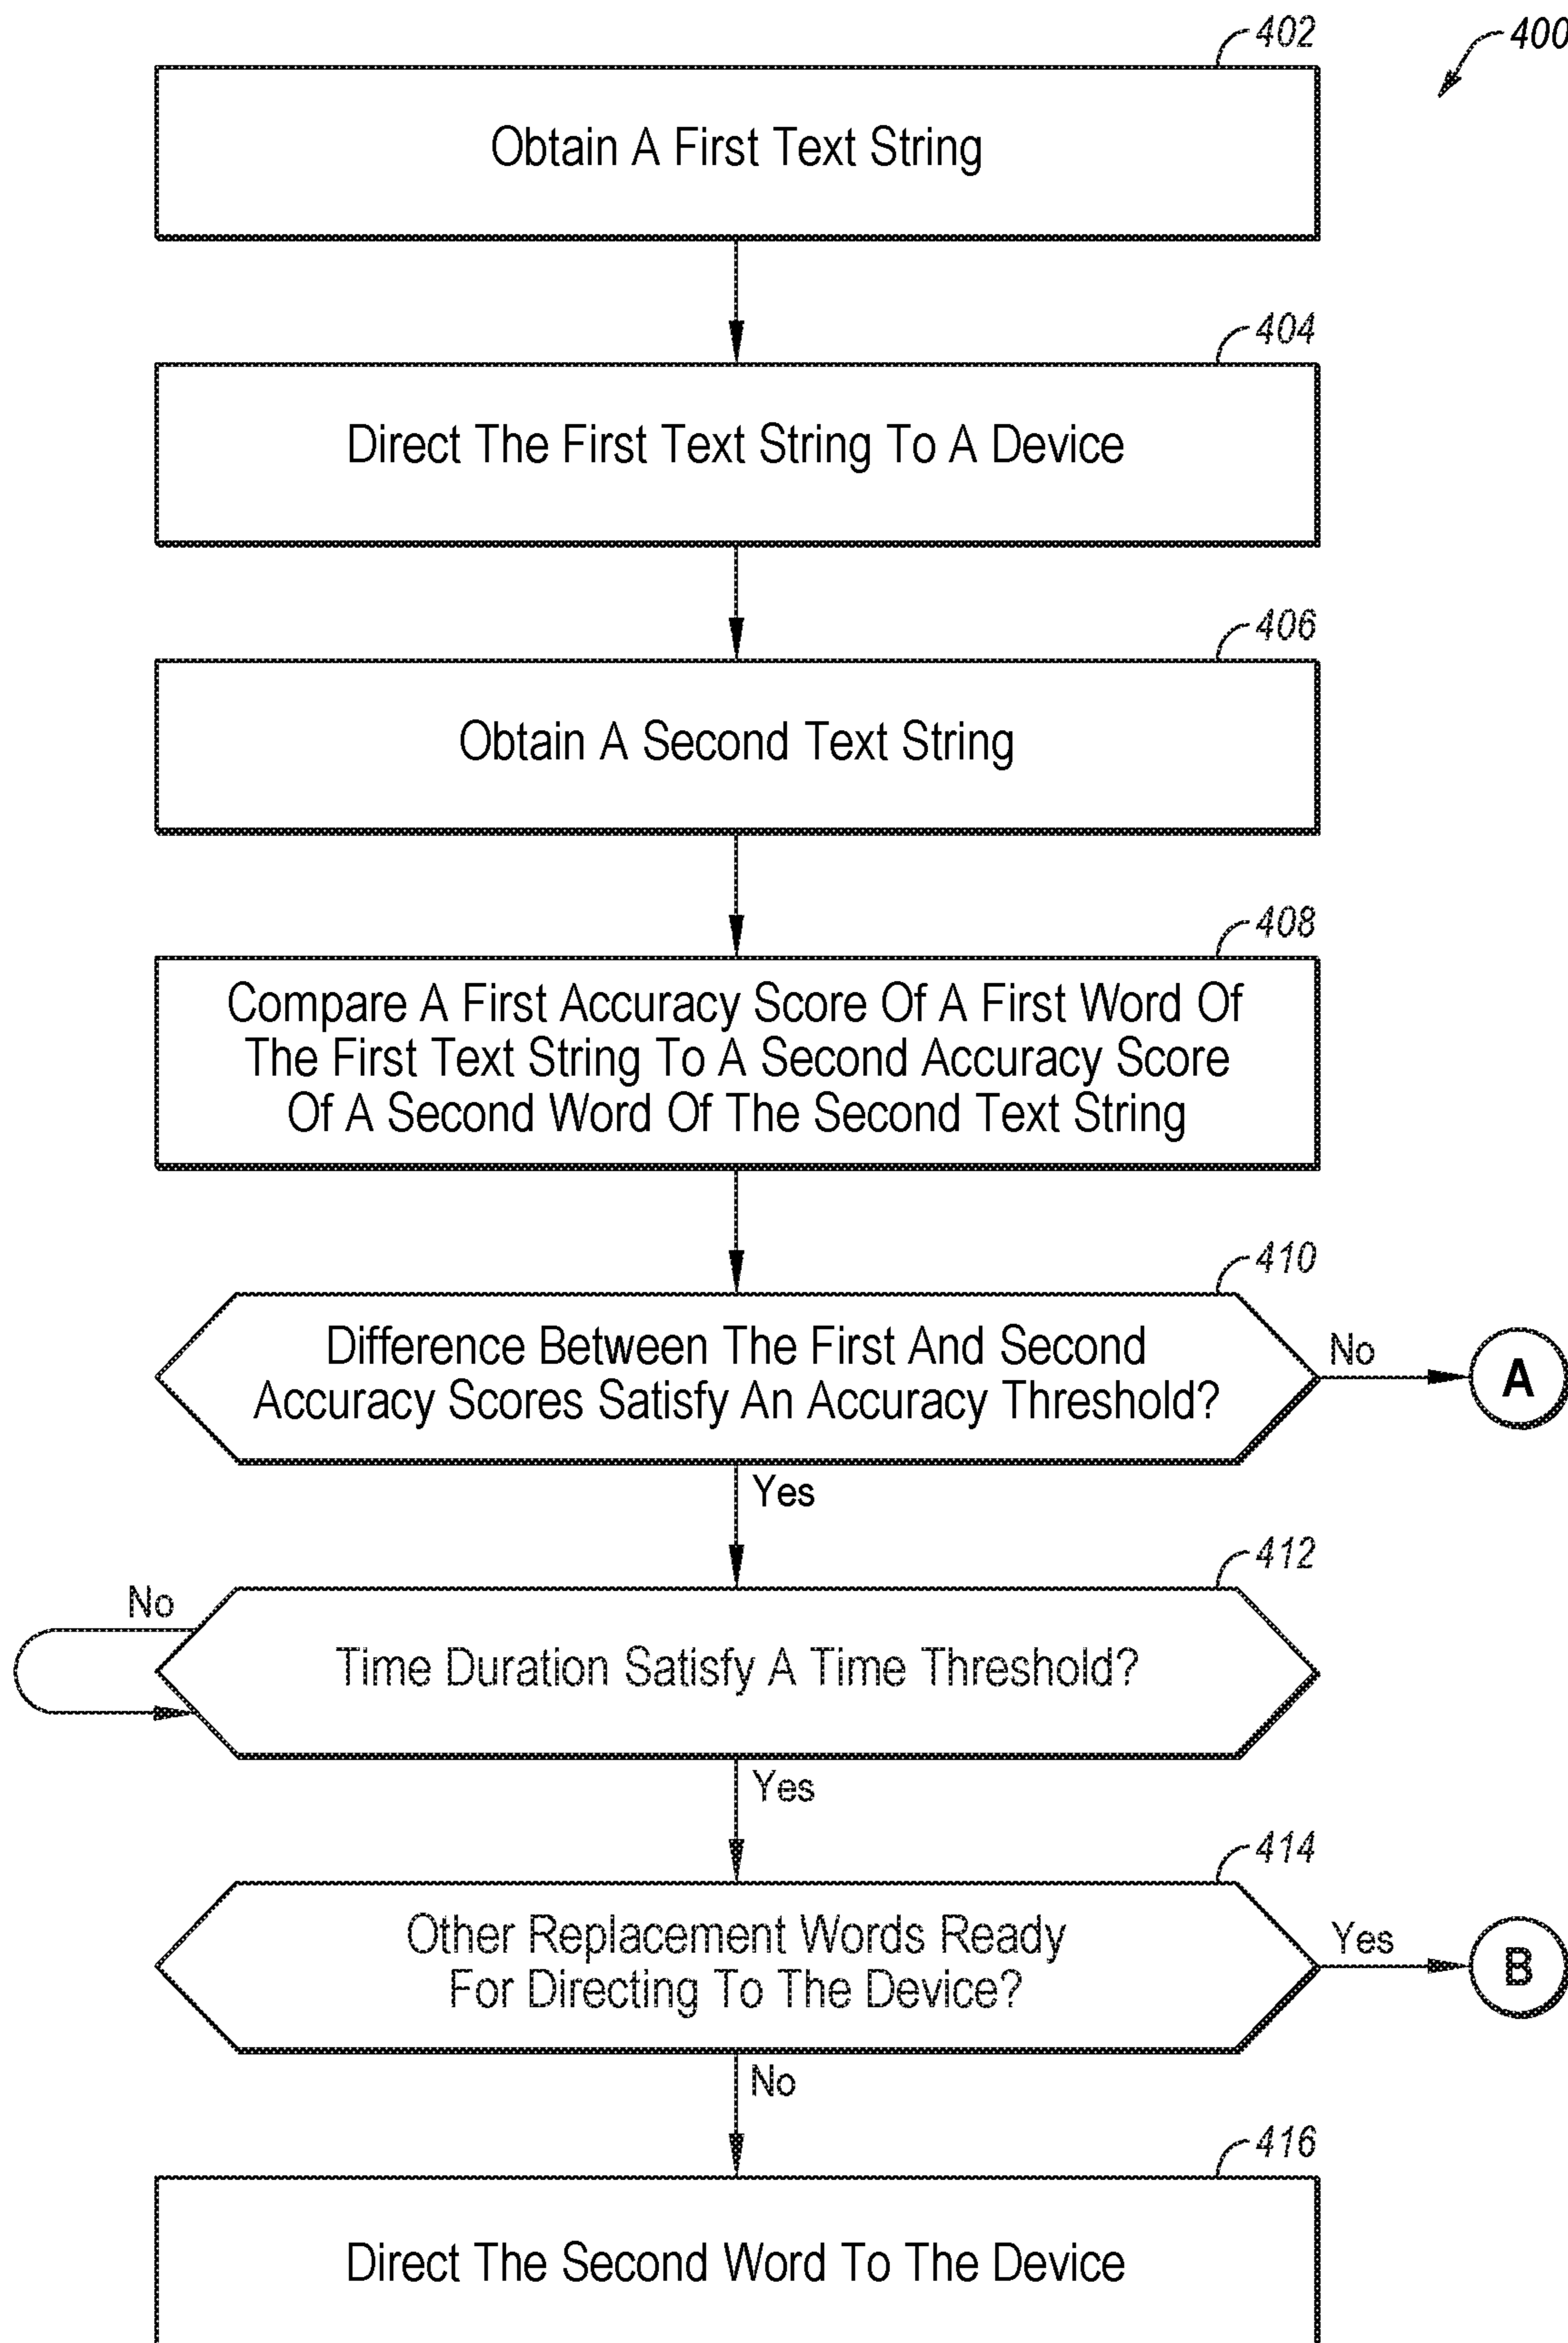 402
400
Obtain A First Text String
404
Direct The First Text String To A Device
406
Obtain A Second Text String
408
Compare A First Accuracy Score Of A First Word Of
The First Text String To A Second Accuracy Score
Of A Second Word Of The Second Text String
410
Difference Between The First And Second
Accuracy Scores Satisfy An Accuracy Threshold?
No
A
Yes
412
No
Time Duration Satisfy A Time Threshold?
Yes
414
Other Replacement Words Ready
For Directing To The Device?
Yes
B
No
416
Direct The Second Word To The Device